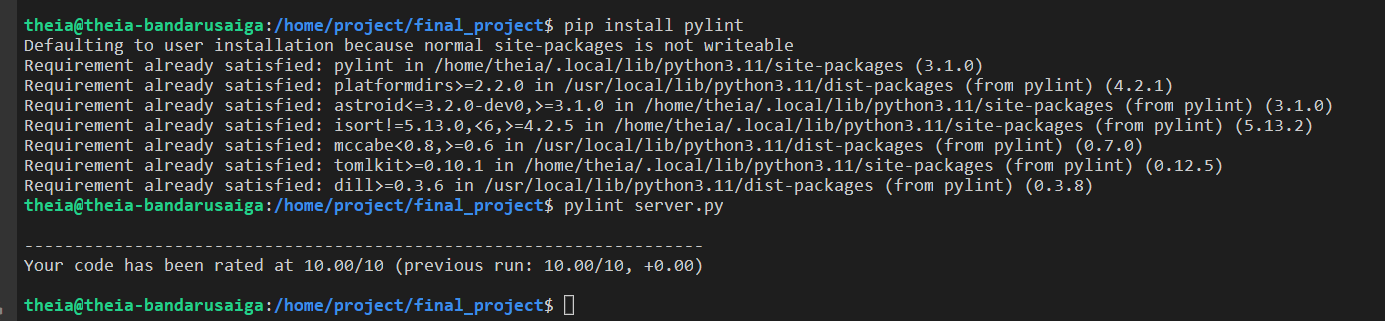 theia@theia-bandarusaiga:/home/project/final_project$ pip install pylint
Defaulting to user installation because normal site-packages is not writeable
Requirement already satisfied: pylint in /home/theia/.local/lib/python3.11/site-packages (3.1.0)
Requirement already satisfied: platformdirs>=2.2.0 in /usr/local/lib/python3.11/dist-packages (from pylint) (4.2.1)
Requirement already satisfied: astroid<=3.2.0-dev0,>=3.1.0 in /home/theia/.local/lib/python3.11/site-packages (from pylint) (3.1.0)
Requirement already satisfied: isort!=5.13.0,<6,>=4.2.5 in /home/theia/.local/lib/python3.11/site-packages (from pylint) (5.13.2)
Requirement already satisfied: mccabe<0.8,>=0.6 in /usr/local/lib/python3.11/dist-packages (from pylint) (0.7.0)
Requirement already satisfied: tomlkit>=0.10.1 in /home/theia/.local/lib/python3.11/site-packages (from pylint) (0.12.5)
Requirement already satisfied: dill>=0.3.6 in /usr/local/lib/python3.11/dist-packages (from pylint) (0.3.8)
theia@theia-bandarusaiga:/home/project/final_project$ pylint server.py
--------------------------------------------------------------------
Your code has been rated at 10.00/10 (previous run: 10.00/10, +0.00)
theia@theia-bandarusaiga:/home/project/final_project$